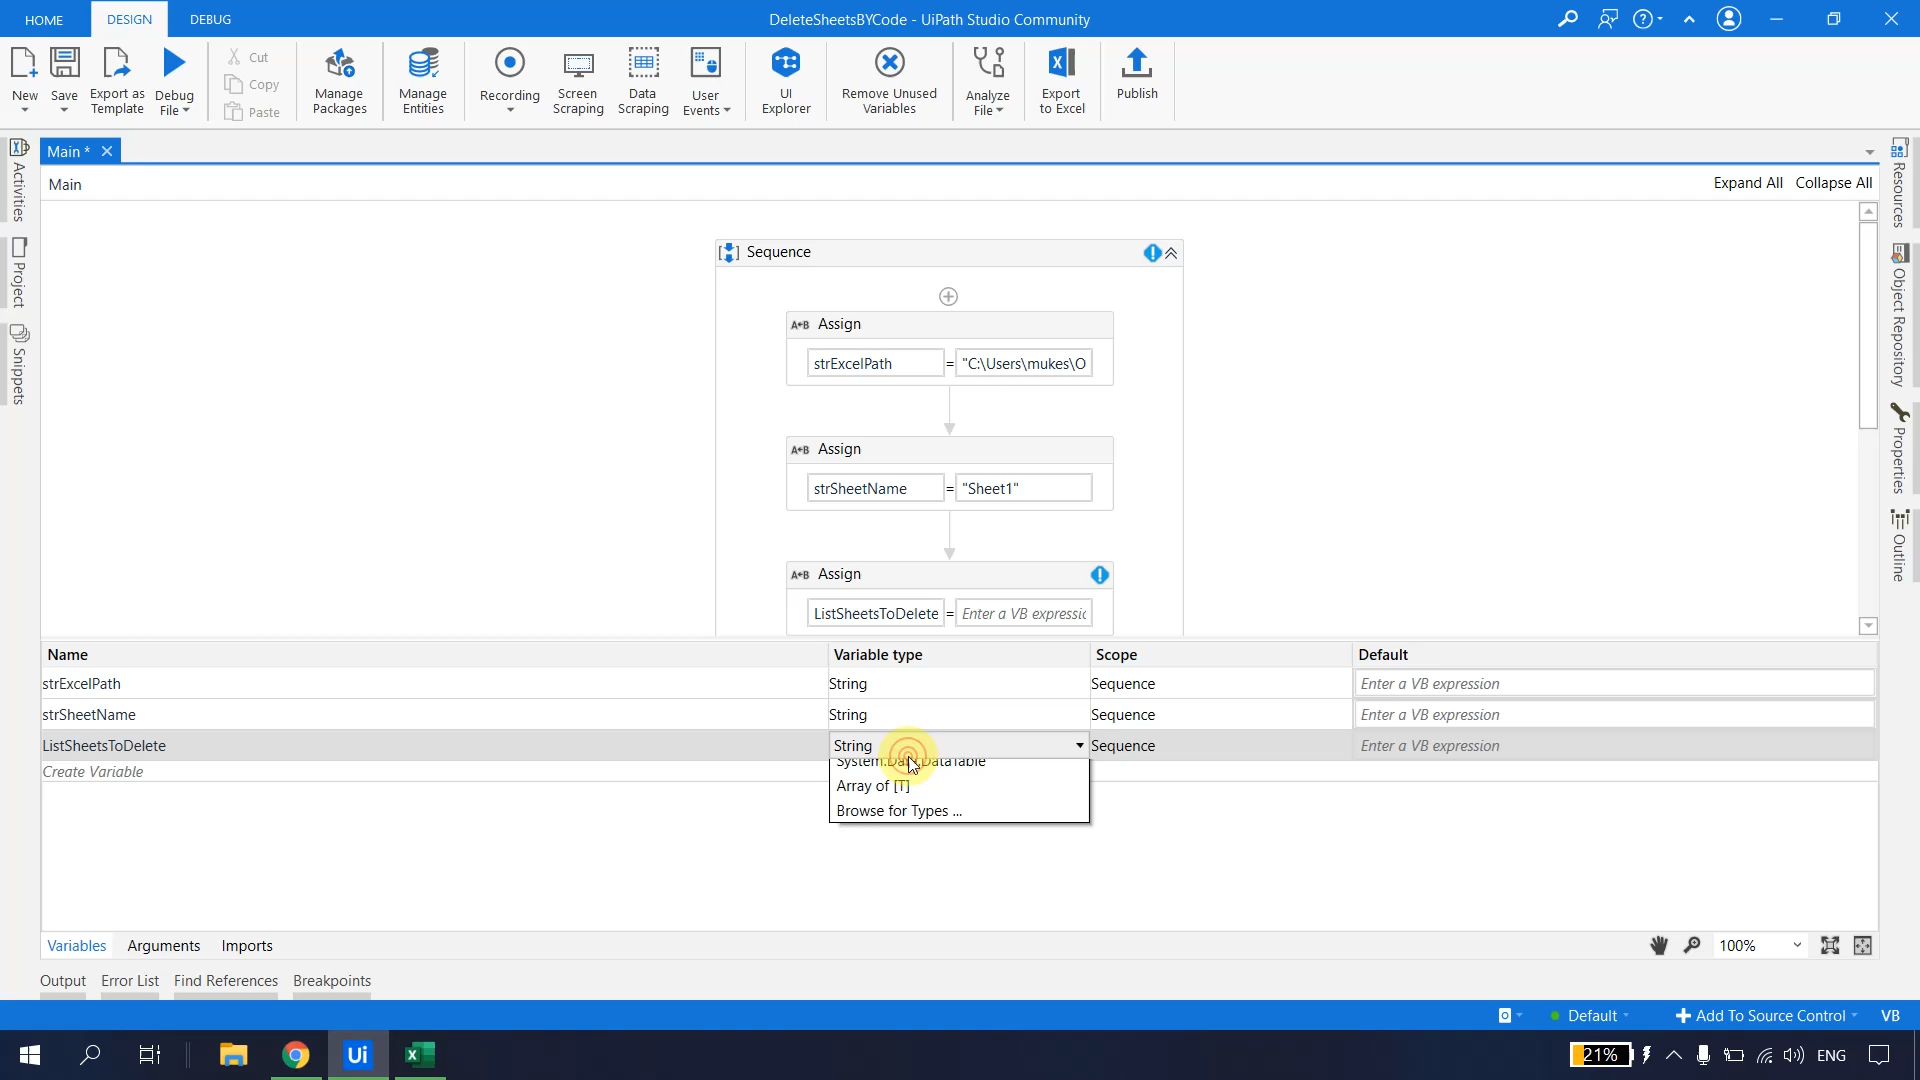 HOME
DESIGN
DEBUG
DeleteSheetsBYCode - UiPath Studio Community
New
Save
Export as
Template
Debug
File
Cut
Copy
Paste
Manage
Packages
Manage
Entities
Recording
Screen
Scraping
Data
Scraping
User
Events
UI
Explorer
Remove Unused
Variables
Analyze
File
Export
to Excel
Publish
Main *
Main
Expand All
Collapse All
Activities
Project
Snippets
Resources
Object Repository
Properties
Outline
Sequence
A←B Assign
strExcelPath = "C:\Users\mukes\O
A←B Assign
strSheetName = "Sheet1"
A←B Assign
ListSheetsToDelete = Enter a VB expressic
Name
Variable type
Scope
Default
strExcelPath
String
Sequence
Enter a VB expression
strSheetName
String
Sequence
Enter a VB expression
ListSheetsToDelete
String
Sequence
Enter a VB expression
Create Variable
System.Data.DataTable
Array of [T]
Browse for Types ...
Variables
Arguments
Imports
100%
Output
Error List
Find References
Breakpoints
Default
Add To Source Control
VB
Ui
21%
ENG